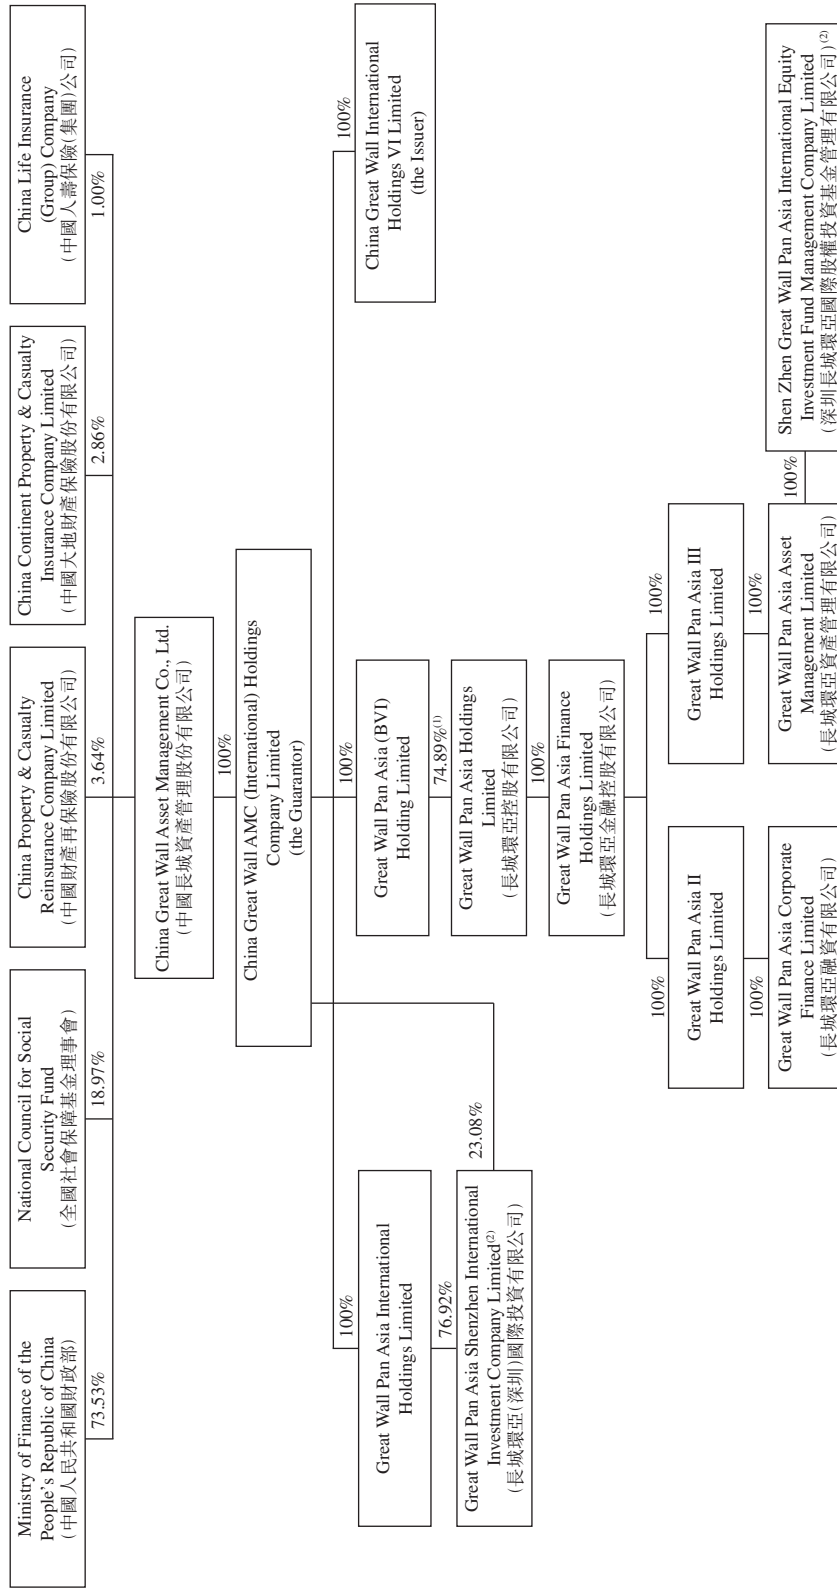 Ministry of Finance of the
People's Republic of China
(中國人民共和國財政部)
73.53%
National Council for Social
Security Fund
(全國社會保障基金理事會)
18.97%
China Property & Casualty
Reinsurance Company Limited
(中國財產再保險股份有限公司)
3.64%
China Continent Property & Casualty
Insurance Company Limited
(中國大地財產保險股份有限公司)
2.86%
China Life Insurance
(Group) Company
(中國人壽保險(集團)公司)
1.00%
China Great Wall Asset Management Co., Ltd.
(中國長城資產管理股份有限公司)
100%
China Great Wall AMC (International) Holdings
Company Limited
(the Guarantor)
100%
Great Wall Pan Asia International
Holdings Limited
76.92%
23.08%
Great Wall Pan Asia Shenzhen International
Investment Company Limited(2)
(長城環亞(深圳)國際投資有限公司)
100%
Great Wall Pan Asia (BVI)
Holding Limited
74.89%(1)
Great Wall Pan Asia Holdings
Limited
(長城環亞控股有限公司)
100%
Great Wall Pan Asia Finance
Holdings Limited
(長城環亞金融控股有限公司)
100%
China Great Wall International
Holdings VI Limited
(the Issuer)
100%
Great Wall Pan Asia II
Holdings Limited
100%
Great Wall Pan Asia Corporate
Finance Limited
(長城環亞融資有限公司)
100%
Great Wall Pan Asia III
Holdings Limited
100%
Great Wall Pan Asia Asset
Management Limited
(長城環亞資產管理有限公司)
100%
Shen Zhen Great Wall Pan Asia International Equity
Investment Fund Management Company Limited
(深圳長城環亞國際股權投資基金管理有限公司)(2)